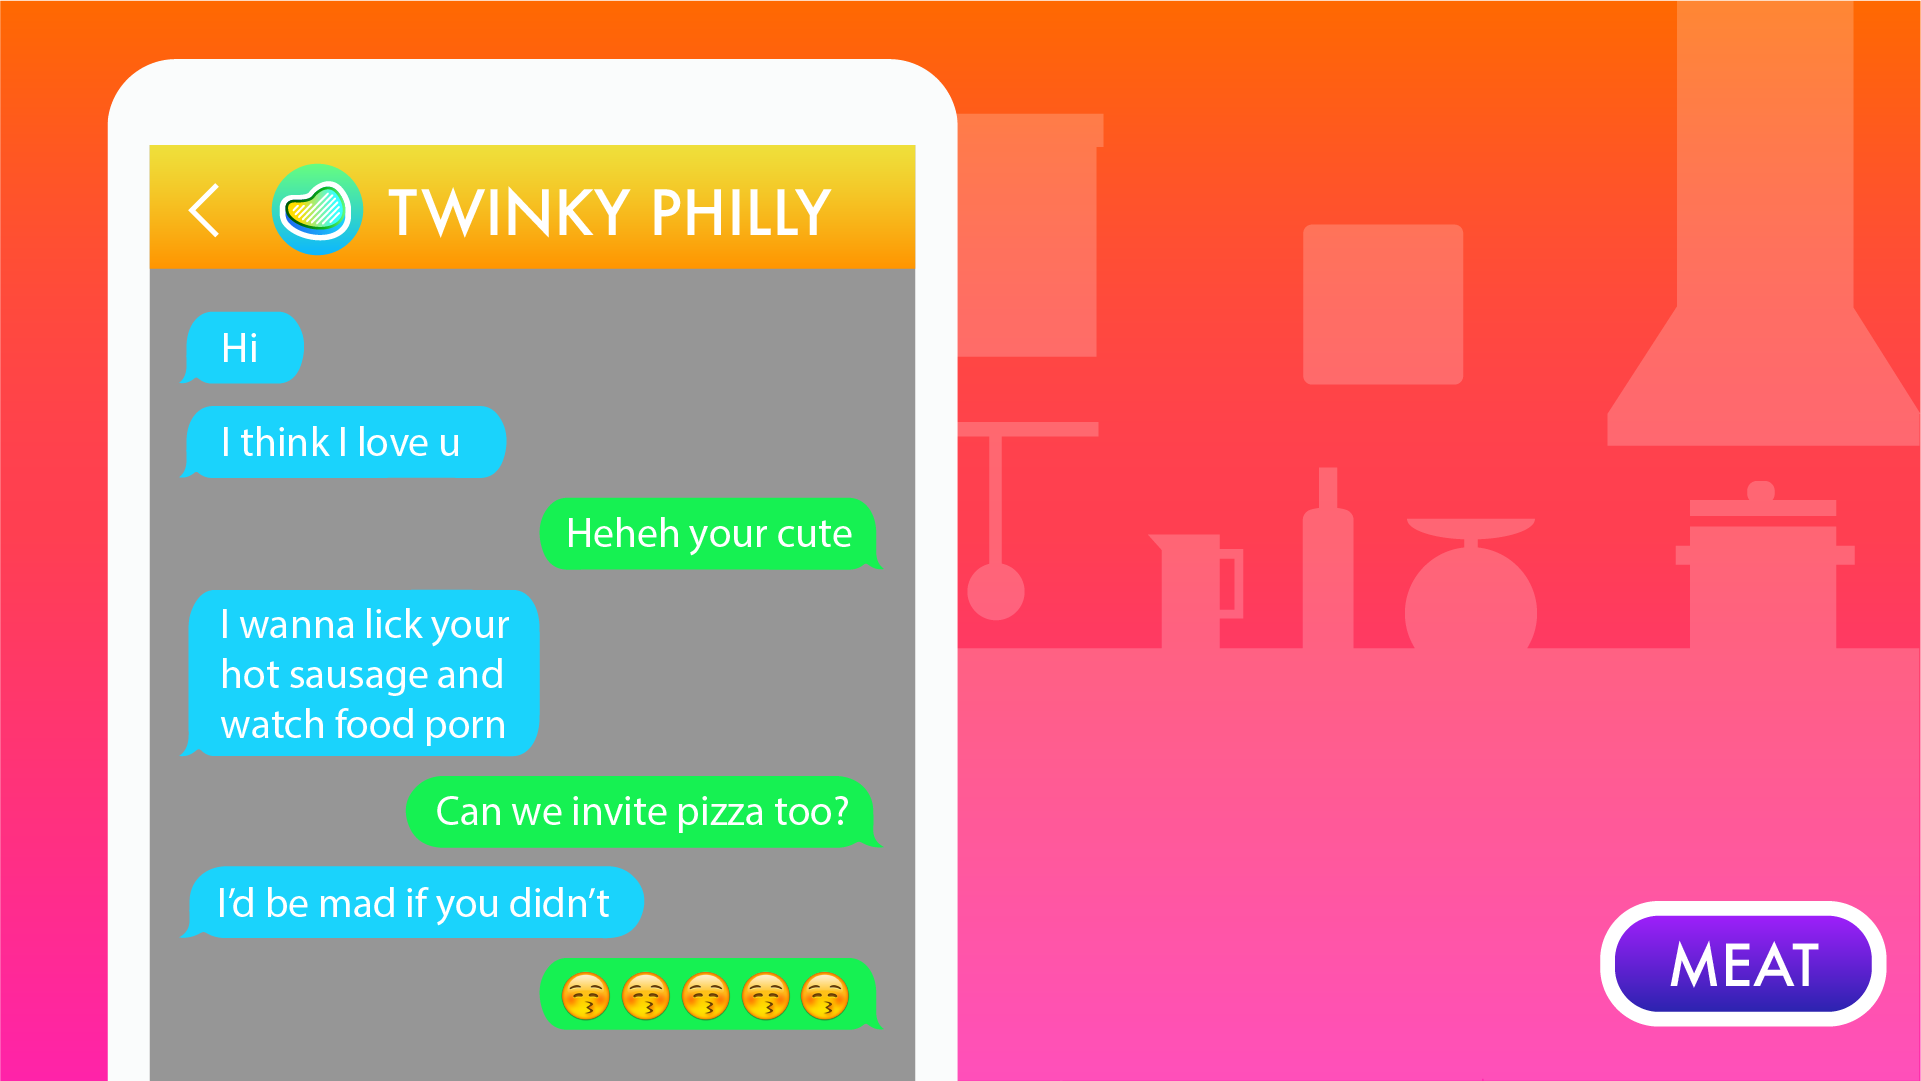 TWINKY PHILLY
Hi
I think I love u
Heheh your cute
I wanna lick your
hot sausage and
watch food porn
Can we invite pizza too?
I’d be mad if you didn’t
😚😚😚😚😚
MEAT